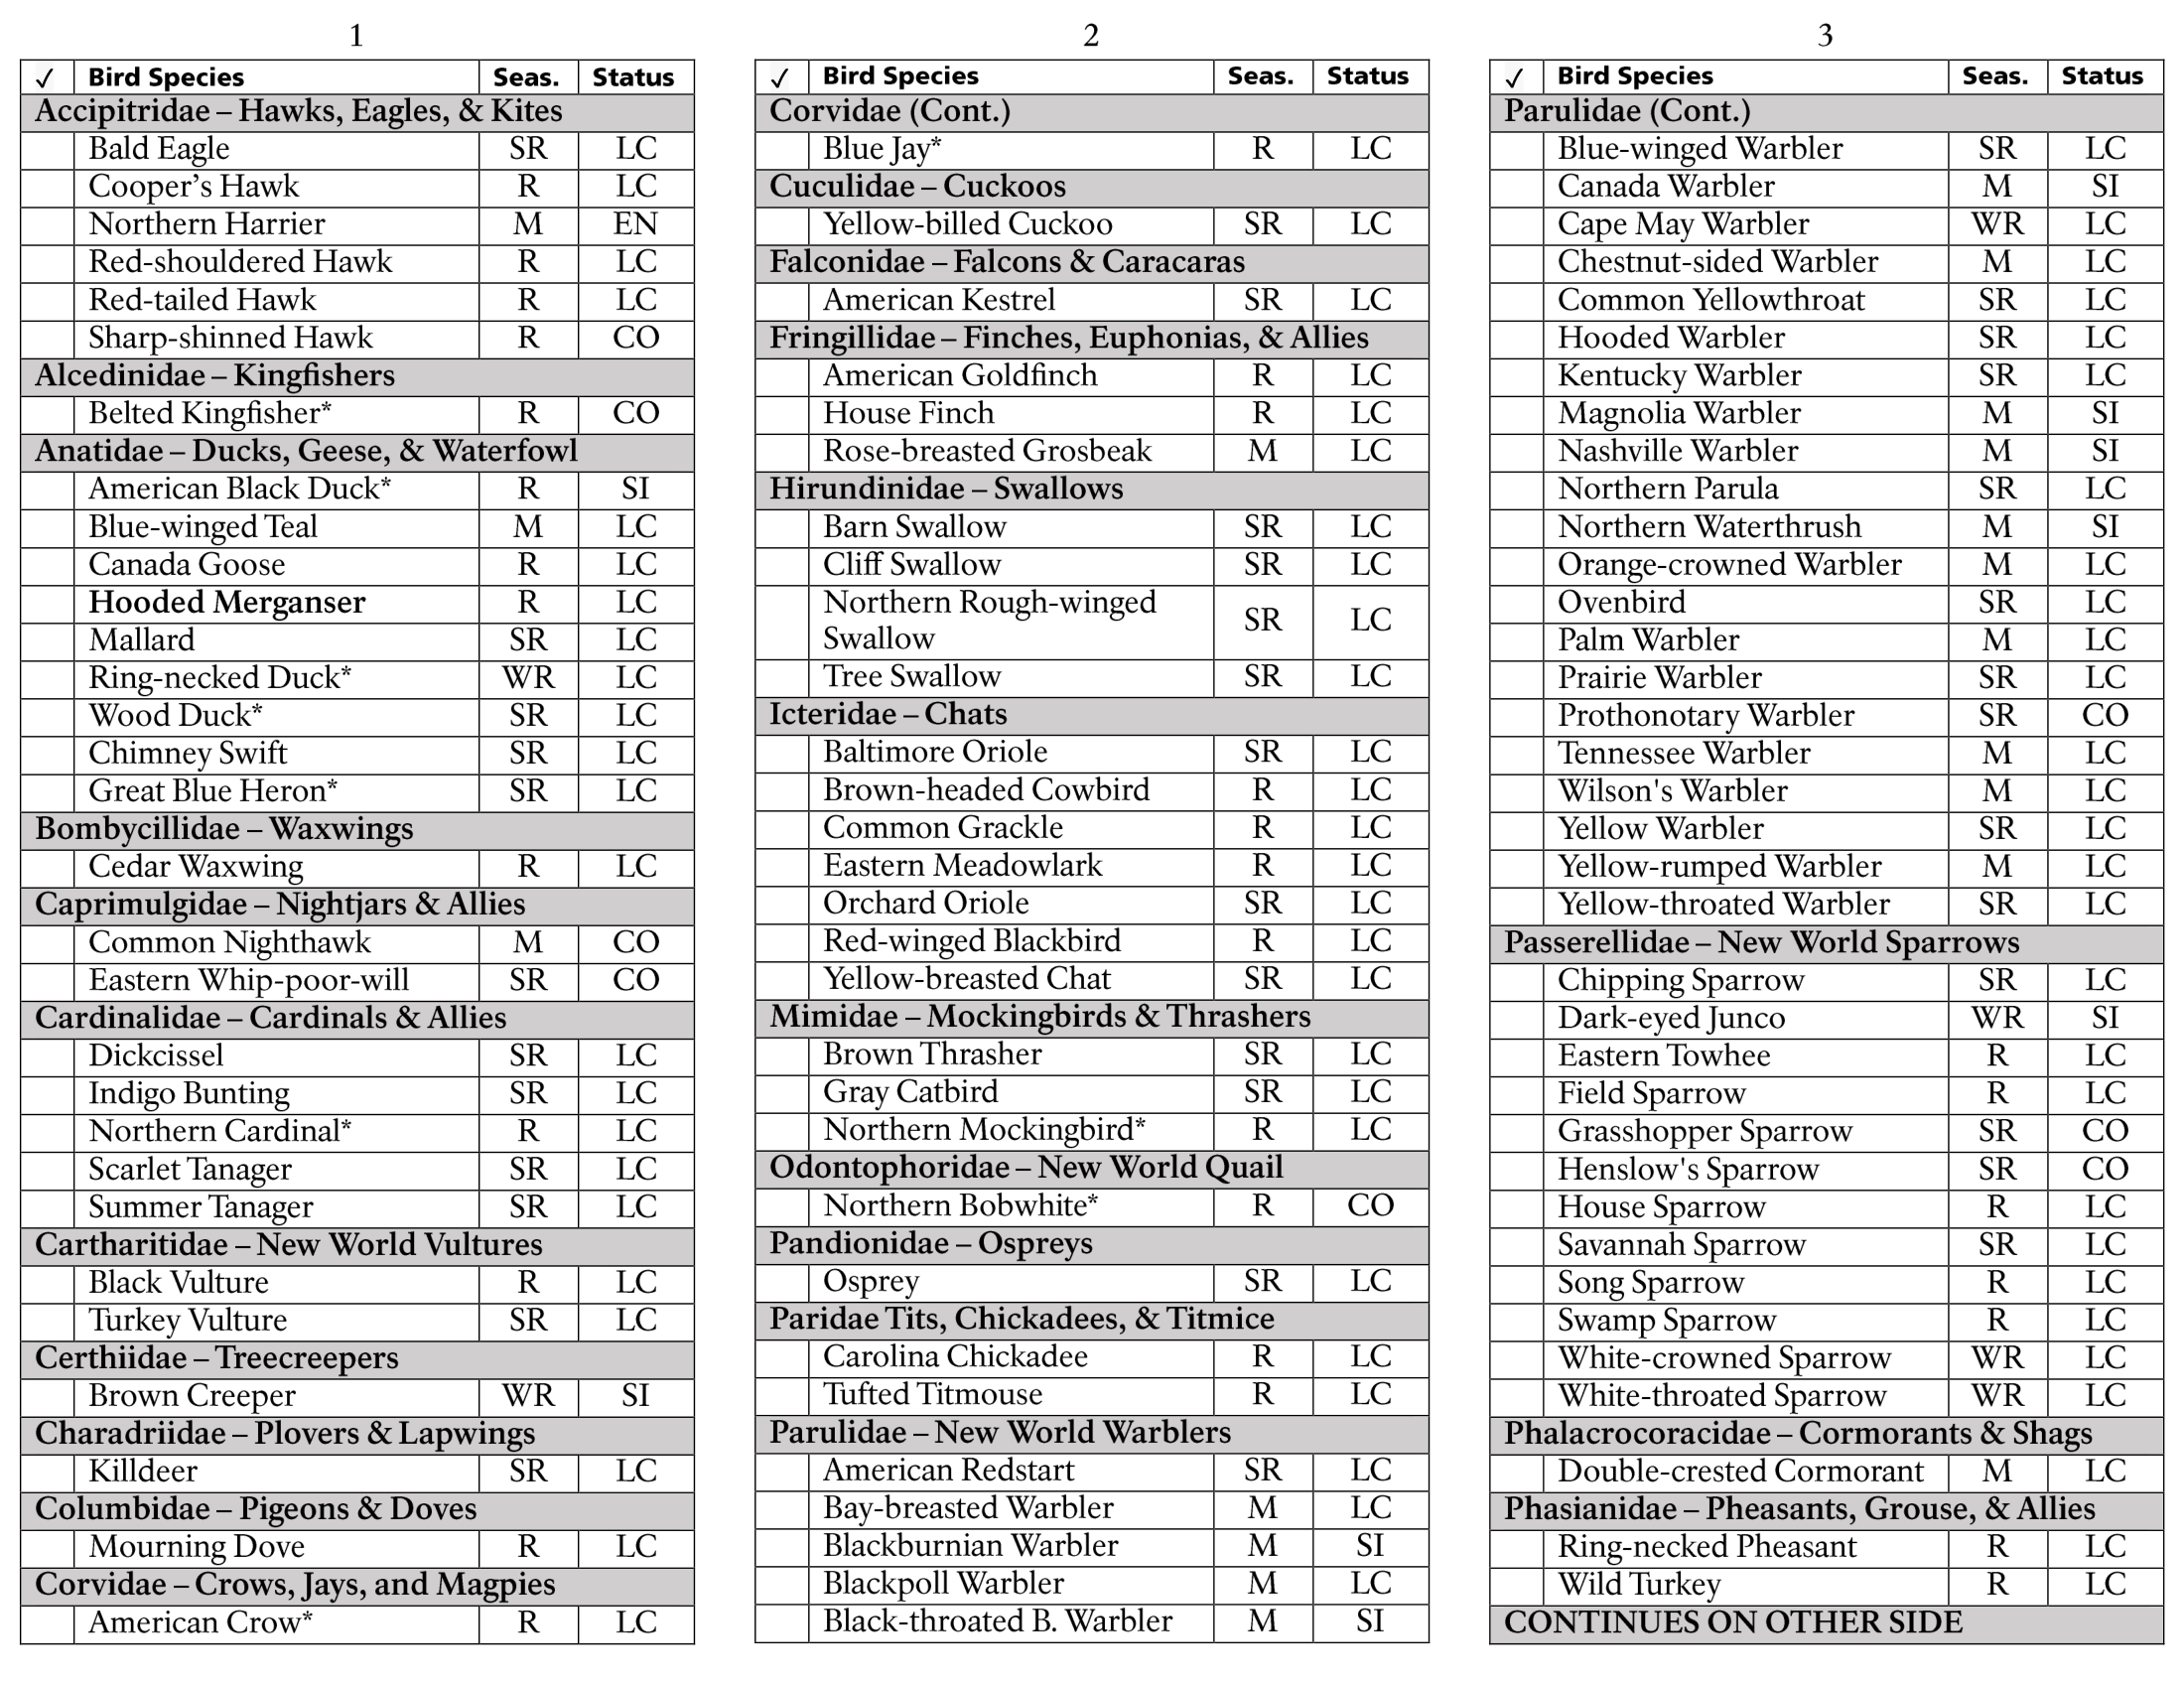 1
✓ Bird Species Seas. Status
Accipitridae – Hawks, Eagles, & Kites
Bald Eagle SR LC
Cooper’s Hawk R LC
Northern Harrier M EN
Red-shouldered Hawk R LC
Red-tailed Hawk R LC
Sharp-shinned Hawk R CO
Alcedinidae – Kingfishers
Belted Kingfisher* R CO
Anatidae – Ducks, Geese, & Waterfowl
American Black Duck* R SI
Blue-winged Teal M LC
Canada Goose R LC
Hooded Merganser R LC
Mallard SR LC
Ring-necked Duck* WR LC
Wood Duck* SR LC
Chimney Swift SR LC
Great Blue Heron* SR LC
Bombycillidae – Waxwings
Cedar Waxwing R LC
Caprimulgidae – Nightjars & Allies
Common Nighthawk M CO
Eastern Whip-poor-will SR CO
Cardinalidae – Cardinals & Allies
Dickcissel SR LC
Indigo Bunting SR LC
Northern Cardinal* R LC
Scarlet Tanager SR LC
Summer Tanager SR LC
Cartharitidae – New World Vultures
Black Vulture R LC
Turkey Vulture SR LC
Certhiidae – Treecreepers
Brown Creeper WR SI
Charadriidae – Plovers & Lapwings
Killdeer SR LC
Columbidae – Pigeons & Doves
Mourning Dove R LC
Corvidae – Crows, Jays, and Magpies
American Crow* R LC
2
✓ Bird Species Seas. Status
Corvidae (Cont.)
Blue Jay* R LC
Cuculidae – Cuckoos
Yellow-billed Cuckoo SR LC
Falconidae – Falcons & Caracaras
American Kestrel SR LC
Fringillidae – Finches, Euphonias, & Allies
American Goldfinch R LC
House Finch R LC
Rose-breasted Grosbeak M LC
Hirundinidae – Swallows
Barn Swallow SR LC
Cliff Swallow SR LC
Northern Rough-winged
Swallow SR LC
Tree Swallow SR LC
Icteridae – Chats
Baltimore Oriole SR LC
Brown-headed Cowbird R LC
Common Grackle R LC
Eastern Meadowlark R LC
Orchard Oriole SR LC
Red-winged Blackbird R LC
Yellow-breasted Chat SR LC
Mimidae – Mockingbirds & Thrashers
Brown Thrasher SR LC
Gray Catbird SR LC
Northern Mockingbird* R LC
Odontophoridae – New World Quail
Northern Bobwhite* R CO
Pandionidae – Ospreys
Osprey SR LC
Paridae Tits, Chickadees, & Titmice
Carolina Chickadee R LC
Tufted Titmouse R LC
Parulidae – New World Warblers
American Redstart SR LC
Bay-breasted Warbler M LC
Blackburnian Warbler M SI
Blackpoll Warbler M LC
Black-throated B. Warbler M SI
3
✓ Bird Species Seas. Status
Parulidae (Cont.)
Blue-winged Warbler SR LC
Canada Warbler M SI
Cape May Warbler WR LC
Chestnut-sided Warbler M LC
Common Yellowthroat SR LC
Hooded Warbler SR LC
Kentucky Warbler SR LC
Magnolia Warbler M SI
Nashville Warbler M SI
Northern Parula SR LC
Northern Waterthrush M SI
Orange-crowned Warbler M LC
Ovenbird SR LC
Palm Warbler M LC
Prairie Warbler SR LC
Prothonotary Warbler SR CO
Tennessee Warbler M LC
Wilson's Warbler M LC
Yellow Warbler SR LC
Yellow-rumped Warbler M LC
Yellow-throated Warbler SR LC
Passerellidae – New World Sparrows
Chipping Sparrow SR LC
Dark-eyed Junco WR SI
Eastern Towhee R LC
Field Sparrow R LC
Grasshopper Sparrow SR CO
Henslow's Sparrow SR CO
House Sparrow R LC
Savannah Sparrow SR LC
Song Sparrow R LC
Swamp Sparrow R LC
White-crowned Sparrow WR LC
White-throated Sparrow WR LC
Phalacrocoracidae – Cormorants & Shags
Double-crested Cormorant M LC
Phasianidae – Pheasants, Grouse, & Allies
Ring-necked Pheasant R LC
Wild Turkey R LC
CONTINUES ON OTHER SIDE